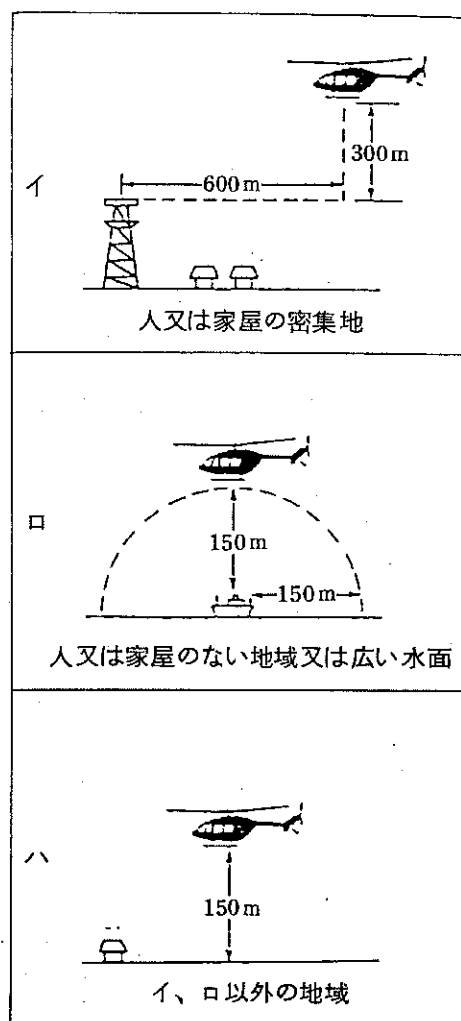 イ
300m
600m
人又は家屋の密集地
ロ
150m
150m
人又は家屋のない地域又は広い水面
ハ
150m
イ、ロ以外の地域